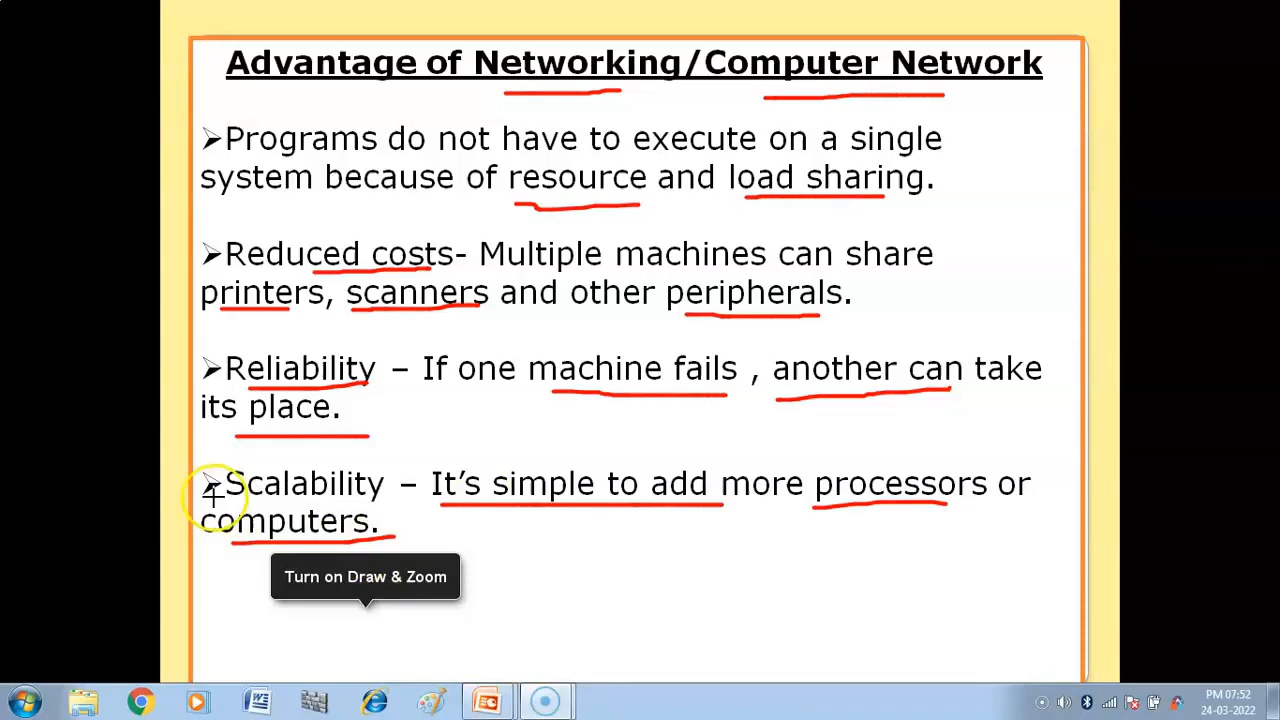 Advantage of Networking/Computer Network
➢Programs do not have to execute on a single
system because of resource and load sharing.
➢Reduced costs- Multiple machines can share
printers, scanners and other peripherals.
➢Reliability – If one machine fails , another can take
its place.
➢Scalability – It’s simple to add more processors or
computers.
Turn on Draw & Zoom
PM 07:52
24-03-2022